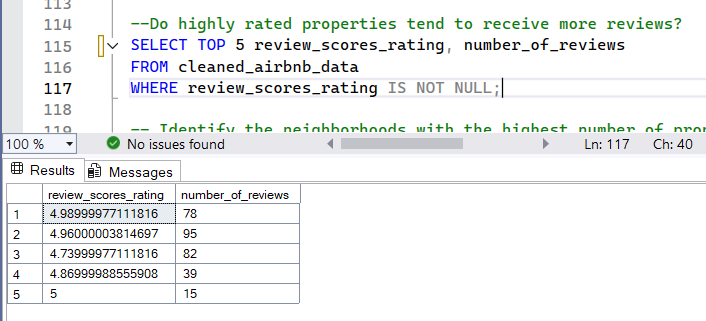 113
114 --Do highly rated properties tend to receive more reviews?
115 SELECT TOP 5 review_scores_rating, number_of_reviews
116 FROM cleaned_airbnb_data
117 WHERE review_scores_rating IS NOT NULL;
118
119 -- Identify the neighborhoods with the highest number of prop
100 % No issues found Ln: 117 Ch: 40
Results Messages
review_scores_rating number_of_reviews
1 4.98999977111816 78
2 4.96000003814697 95
3 4.73999977111816 82
4 4.86999988555908 39
5 5 15